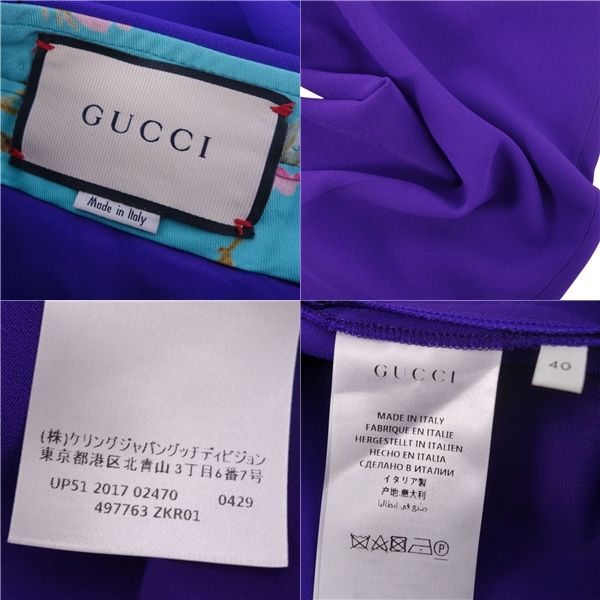 GUCCI
Made in Italy
(株)ケリングジャパングッチディビジョン
東京都港区北青山3丁目6番7号
UP51 2017 02470 0429
497763 ZKR01
GUCCI
40
MADE IN ITALY
FABRIQUE EN ITALIE
HERGESTELLT IN ITALIEN
HECHO EN ITALIA
СДЕЛАНО В ИТАЛИИ
イタリア製
产地:意大利
صنع في إيطاليا